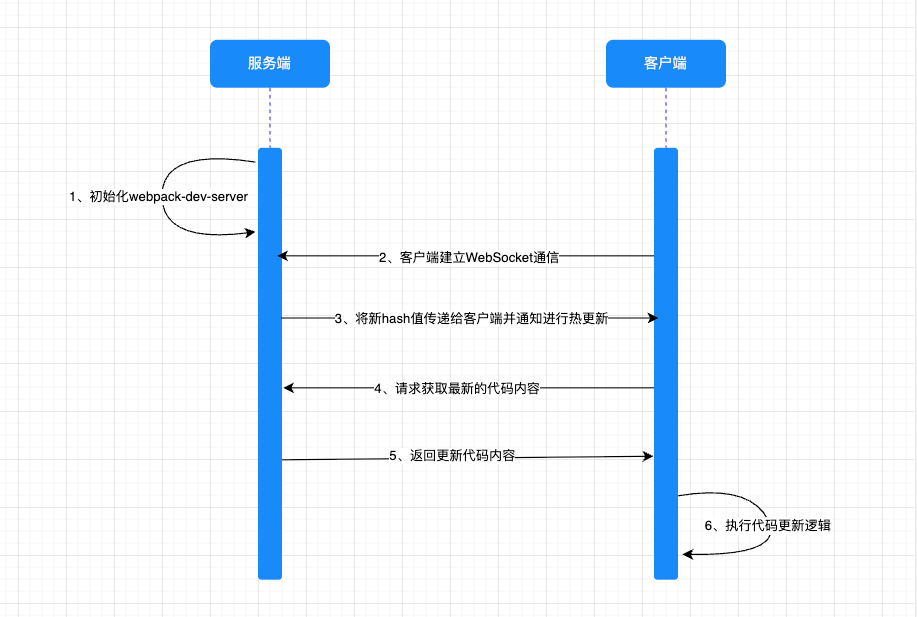 服务端
客户端
1、初始化webpack-dev-server
2、客户端建立WebSocket通信
3、将新hash值传递给客户端并通知进行热更新
4、请求获取最新的代码内容
5、返回更新代码内容
6、执行代码更新逻辑